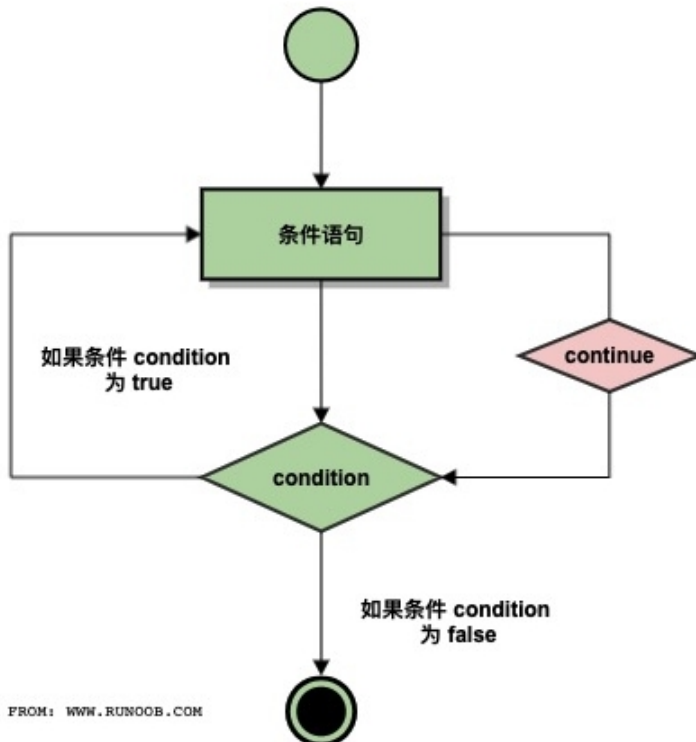 条件语句
如果条件 condition
为 true
continue
condition
如果条件 condition
为 false
FROM: WWW.RUNOOB.COM